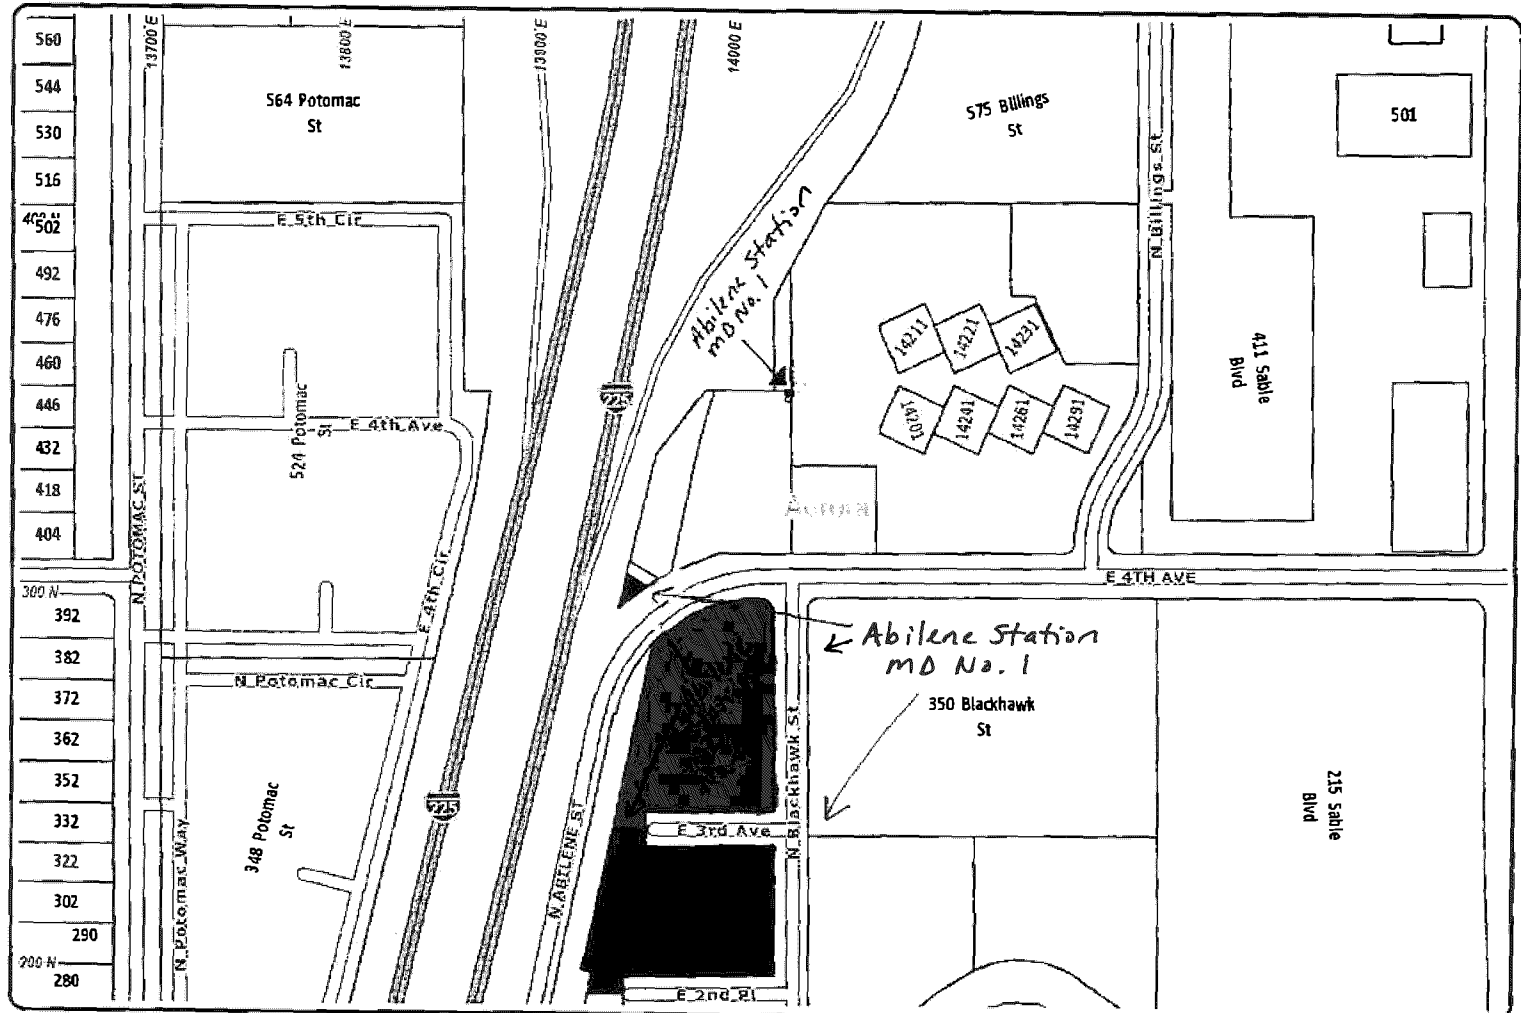 560
544
530
516
502
492
476
460
446
432
418
404
300 N
392
382
372
362
352
332
322
302
290
200 N
280
13700 E
13800 E
14000 E
564 Potomac
St
E 5th Cir
524 Potomac
St
E 4th Ave
N POTOMAC ST
E 4th Cir
N Potomac Cir
348 Potomac
St
N Potomac Way
225
225
N ABILENE ST
Abilene Station
MD No. 1
575 Billings
St
N Billings St
501
411 Sable
Blvd
14211
14221
14231
14201
14241
14261
14291
Aurora
E 4TH AVE
Abilene Station
MD No. 1
350 Blackhawk
St
N Blackhawk St
E 3rd Ave
E 2nd Pl
215 Sable
Blvd